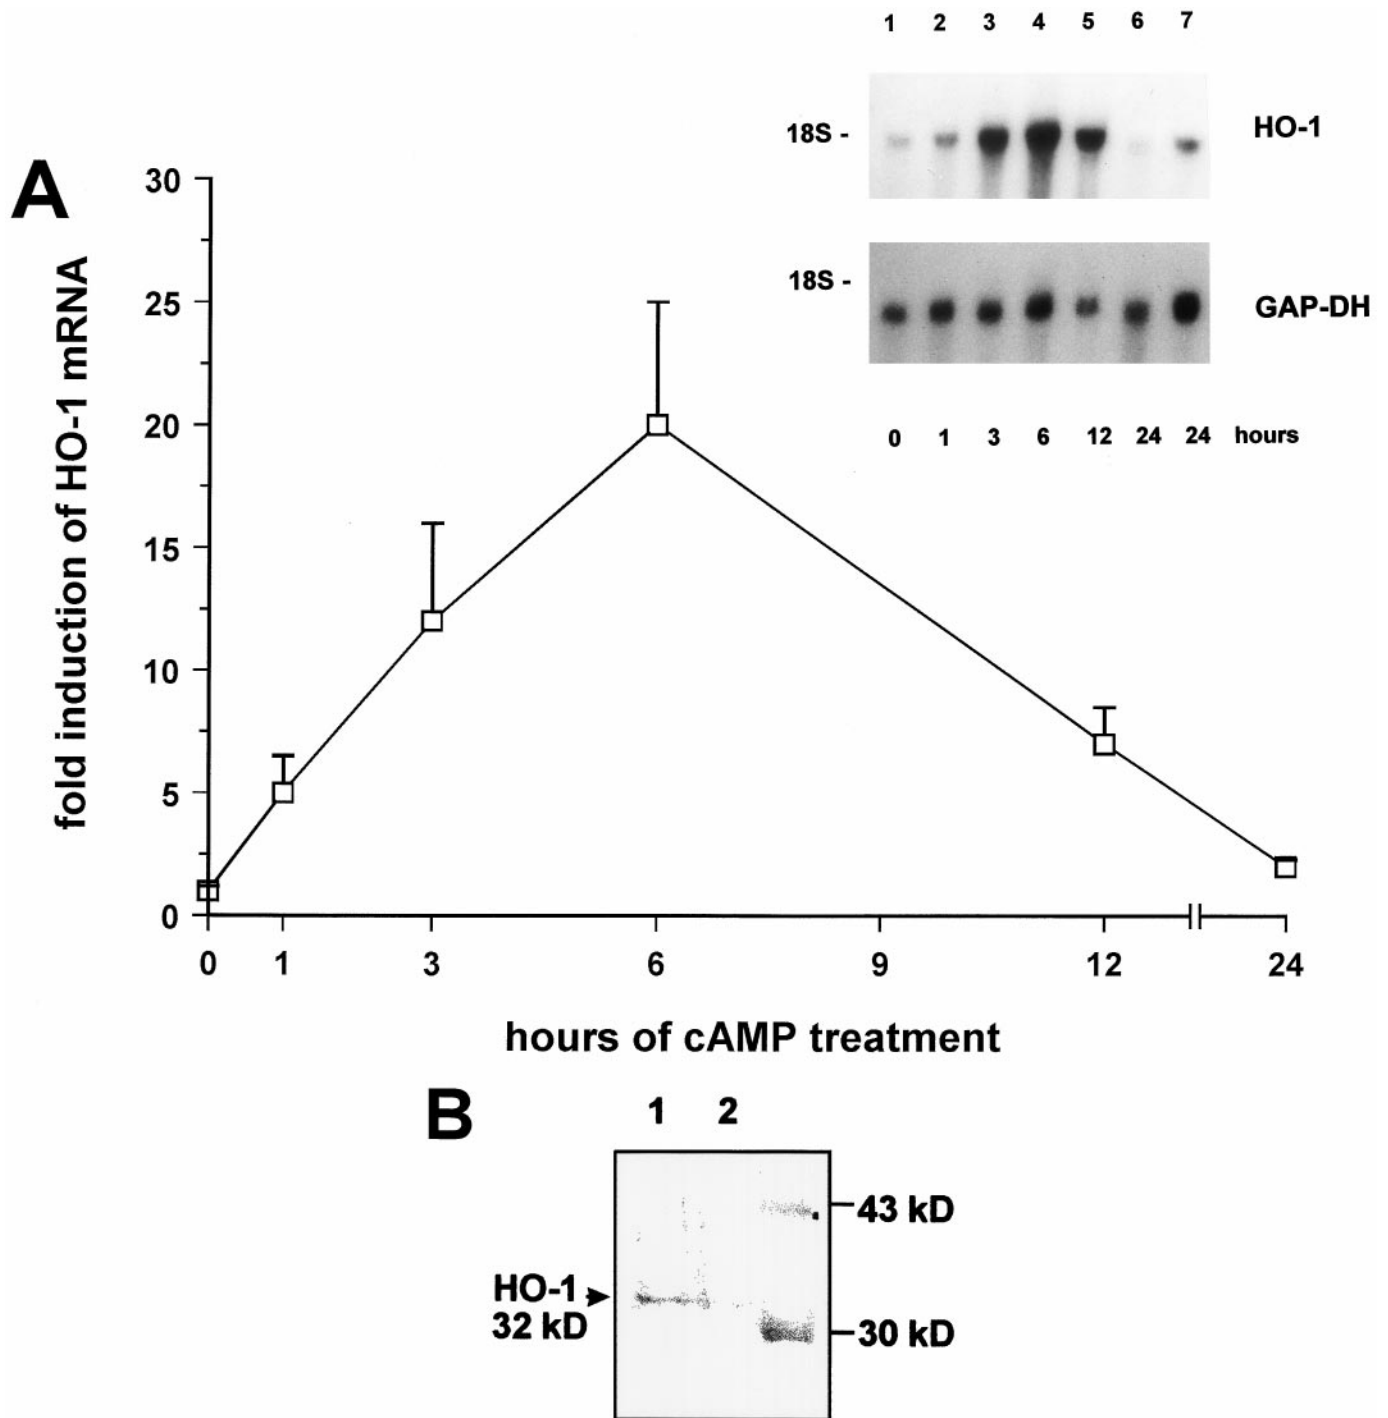 1 2 3 4 5 6 7
18S - HO-1
18S - GAP-DH
0 1 3 6 12 24 24 hours
A
fold induction of HO-1 mRNA
30
25
20
15
10
5
0
0 1 3 6 9 12 24
hours of cAMP treatment
B
1 2
43 kD
HO-1
32 kD
30 kD